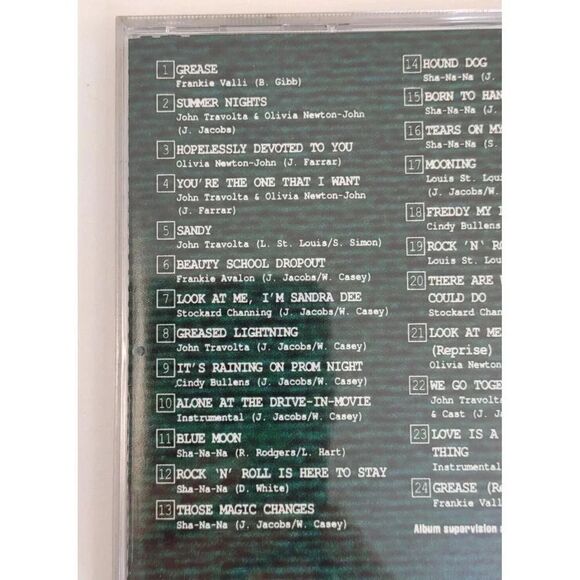 1 GREASE
Frankie Valli (B. Gibb)
2 SUMMER NIGHTS
John Travolta & Olivia Newton-John
(J. Jacobs)
3 HOPELESSLY DEVOTED TO YOU
Olivia Newton-John (J. Farrar)
4 YOU'RE THE ONE THAT I WANT
John Travolta & Olivia Newton-John
(J. Farrar)
5 SANDY
John Travolta (L. St. Louis/S. Simon)
6 BEAUTY SCHOOL DROPOUT
Frankie Avalon (J. Jacobs/W. Casey)
7 LOOK AT ME, I'M SANDRA DEE
Stockard Channing (J. Jacobs/W. Casey)
8 GREASED LIGHTNING
John Travolta (J. Jacobs/W. Casey)
9 IT'S RAINING ON PROM NIGHT
Cindy Bullens (J. Jacobs/W. Casey)
10 ALONE AT THE DRIVE-IN-MOVIE
Instrumental (J. Jacobs/W. Casey)
11 BLUE MOON
Sha-Na-Na (R. Rodgers/L. Hart)
12 ROCK 'N' ROLL IS HERE TO STAY
Sha-Na-Na (D. White)
13 THOSE MAGIC CHANGES
Sha-Na-Na (J. Jacobs/W. Casey)
14 HOUND DOG
Sha-Na-Na (J.
15 BORN TO HAN
Sha-Na-Na (J.
16 TEARS ON MY
Sha-Na-Na (S.
17 MOONING
Louis St. Loui
(J. Jacobs/W.
18 FREDDY MY
Cindy Bullens
19 ROCK 'N' RO
Louis St. Loui
20 THERE ARE W
COULD DO
Stockard Chann
21 LOOK AT ME
(Reprise)
Olivia Newton
22 WE GO TOGE
John Travolta
& Cast (J. J
23 LOVE IS A
THING
Instrumental
24 GREASE (Re
Frankie Valli
Album supervision